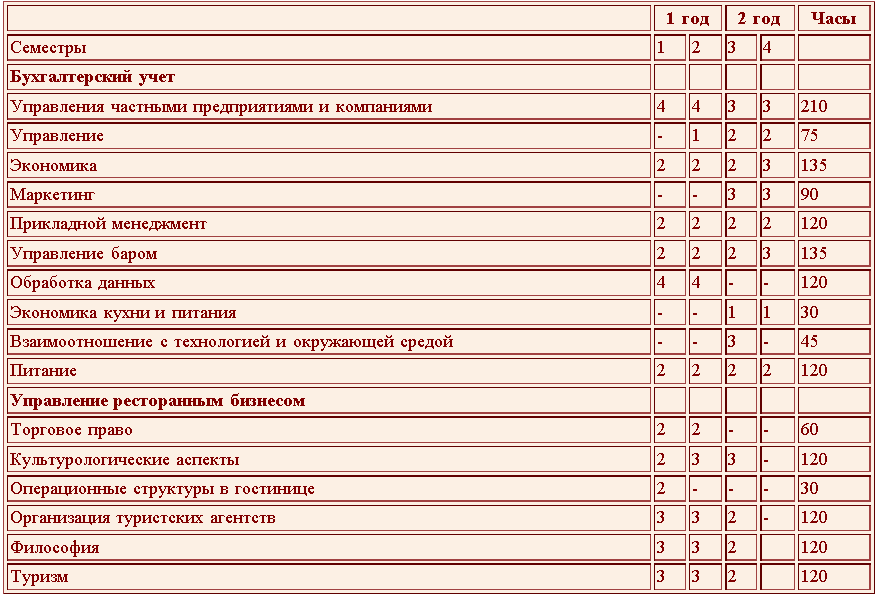 1 год 2 год Часы
Семестры 1 2 3 4
Бухгалтерский учет
Управления частными предприятиями и компаниями 4 4 3 3 210
Управление - 1 2 2 75
Экономика 2 2 2 3 135
Маркетинг - - 3 3 90
Прикладной менеджмент 2 2 2 2 120
Управление баром 2 2 2 3 135
Обработка данных 4 4 - - 120
Экономика кухни и питания - - 1 1 30
Взаимоотношение с технологией и окружающей средой - - 3 - 45
Питание 2 2 2 2 120
Управление ресторанным бизнесом
Торговое право 2 2 - - 60
Культурологические аспекты 2 3 3 - 120
Операционные структуры в гостинице 2 - - - 30
Организация туристских агентств 3 3 2 - 120
Философия 3 3 2 120
Туризм 3 3 2 120